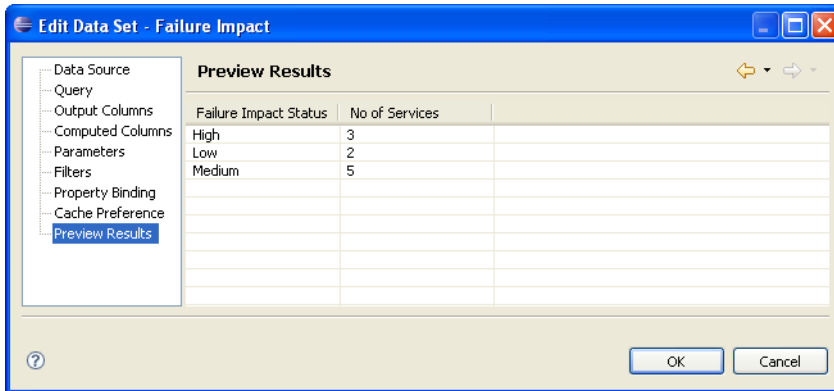 Edit Data Set - Failure Impact
Data Source
Query
Output Columns
Computed Columns
Parameters
Filters
Property Binding
Cache Preference
Preview Results
Preview Results
Failure Impact Status No of Services
High 3
Low 2
Medium 5
? OK Cancel